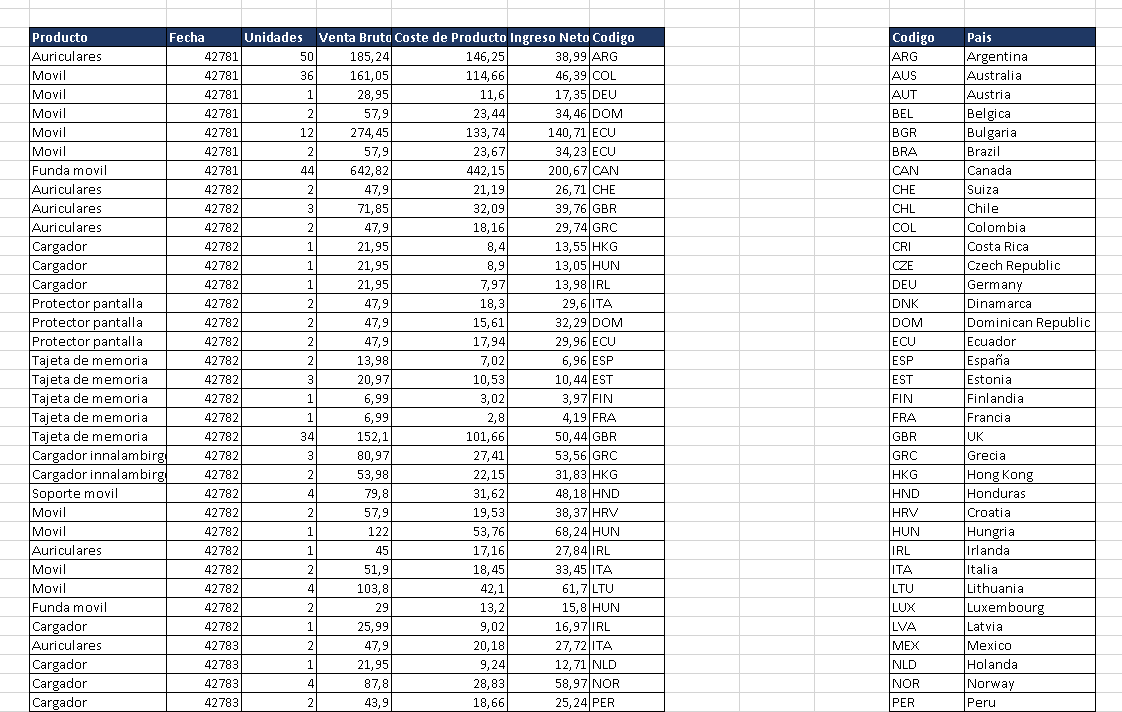 Producto Fecha Unidades Venta Bruto Coste de Producto Ingreso Neto Codigo Codigo Pais
Auriculares 42781 50 185,24 146,25 38,99 ARG ARG Argentina
Movil 42781 36 161,05 114,66 46,39 COL AUS Australia
Movil 42781 1 28,95 11,6 17,35 DEU AUT Austria
Movil 42781 2 57,9 23,44 34,46 DOM BEL Belgica
Movil 42781 12 274,45 133,74 140,71 ECU BGR Bulgaria
Movil 42781 2 57,9 23,67 34,23 ECU BRA Brazil
Funda movil 42781 44 642,82 442,15 200,67 CAN CAN Canada
Auriculares 42782 2 47,9 21,19 26,71 CHE CHE Suiza
Auriculares 42782 3 71,85 32,09 39,76 GBR CHL Chile
Auriculares 42782 2 47,9 18,16 29,74 GRC COL Colombia
Cargador 42782 1 21,95 8,4 13,55 HKG CRI Costa Rica
Cargador 42782 1 21,95 8,9 13,05 HUN CZE Czech Republic
Cargador 42782 1 21,95 7,97 13,98 IRL DEU Germany
Protector pantalla 42782 2 47,9 18,3 29,6 ITA DNK Dinamarca
Protector pantalla 42782 2 47,9 15,61 32,29 DOM DOM Dominican Republic
Protector pantalla 42782 2 47,9 17,94 29,96 ECU ECU Ecuador
Tajeta de memoria 42782 2 13,98 7,02 6,96 ESP ESP España
Tajeta de memoria 42782 3 20,97 10,53 10,44 EST EST Estonia
Tajeta de memoria 42782 1 6,99 3,02 3,97 FIN FIN Finlandia
Tajeta de memoria 42782 1 6,99 2,8 4,19 FRA FRA Francia
Tajeta de memoria 42782 34 152,1 101,66 50,44 GBR GBR UK
Cargador innalambirg 42782 3 80,97 27,41 53,56 GRC GRC Grecia
Cargador innalambirg 42782 2 53,98 22,15 31,83 HKG HKG Hong Kong
Soporte movil 42782 4 79,8 31,62 48,18 HND HND Honduras
Movil 42782 2 57,9 19,53 38,37 HRV HRV Croatia
Movil 42782 1 122 53,76 68,24 HUN HUN Hungria
Auriculares 42782 1 45 17,16 27,84 IRL IRL Irlanda
Movil 42782 2 51,9 18,45 33,45 ITA ITA Italia
Movil 42782 4 103,8 42,1 61,7 LTU LTU Lithuania
Funda movil 42782 2 29 13,2 15,8 HUN LUX Luxembourg
Cargador 42782 1 25,99 9,02 16,97 IRL LVA Latvia
Auriculares 42783 2 47,9 20,18 27,72 ITA MEX Mexico
Cargador 42783 1 21,95 9,24 12,71 NLD NLD Holanda
Cargador 42783 4 87,8 28,83 58,97 NOR NOR Norway
Cargador 42783 2 43,9 18,66 25,24 PER PER Peru